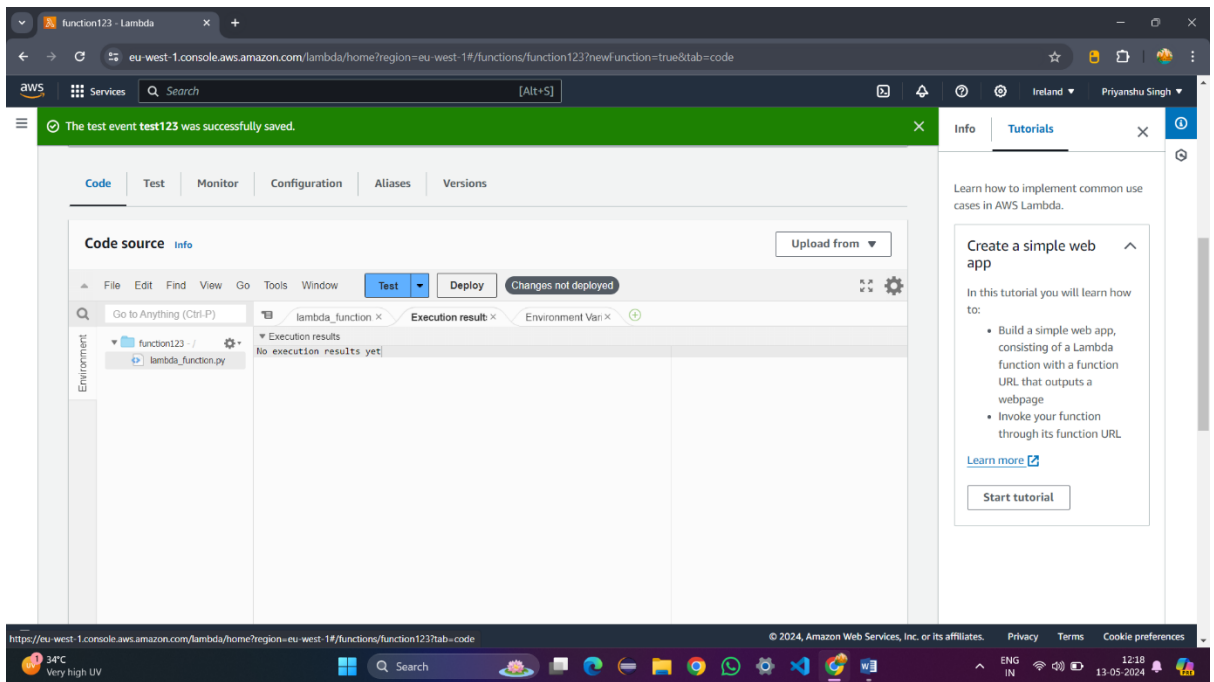 function123 - Lambda
eu-west-1.console.aws.amazon.com/lambda/home?region=eu-west-1#/functions/function123?newFunction=true&tab=code
aws
Services
Search
[Alt+S]
Ireland
Priyanshu Singh
The test event test123 was successfully saved.
Code Test Monitor Configuration Aliases Versions
Code source Info
Upload from
File Edit Find View Go Tools Window
Test
Deploy
Changes not deployed
Go to Anything (Ctrl-P)
lambda_function
Execution result
Environment Vari
Environment
function123 - /
lambda_function.py
Execution results
No execution results yet
Info
Tutorials
Learn how to implement common use
cases in AWS Lambda.
Create a simple web
app
In this tutorial you will learn how
to:
Build a simple web app,
consisting of a Lambda
function with a function
URL that outputs a
webpage
Invoke your function
through its function URL
Learn more
Start tutorial
https://eu-west-1.console.aws.amazon.com/lambda/home?region=eu-west-1#/functions/function123?tab=code
© 2024, Amazon Web Services, Inc. or its affiliates.
Privacy Terms Cookie preferences
34°C
Very high UV
Search
ENG
IN
12:18
13-05-2024